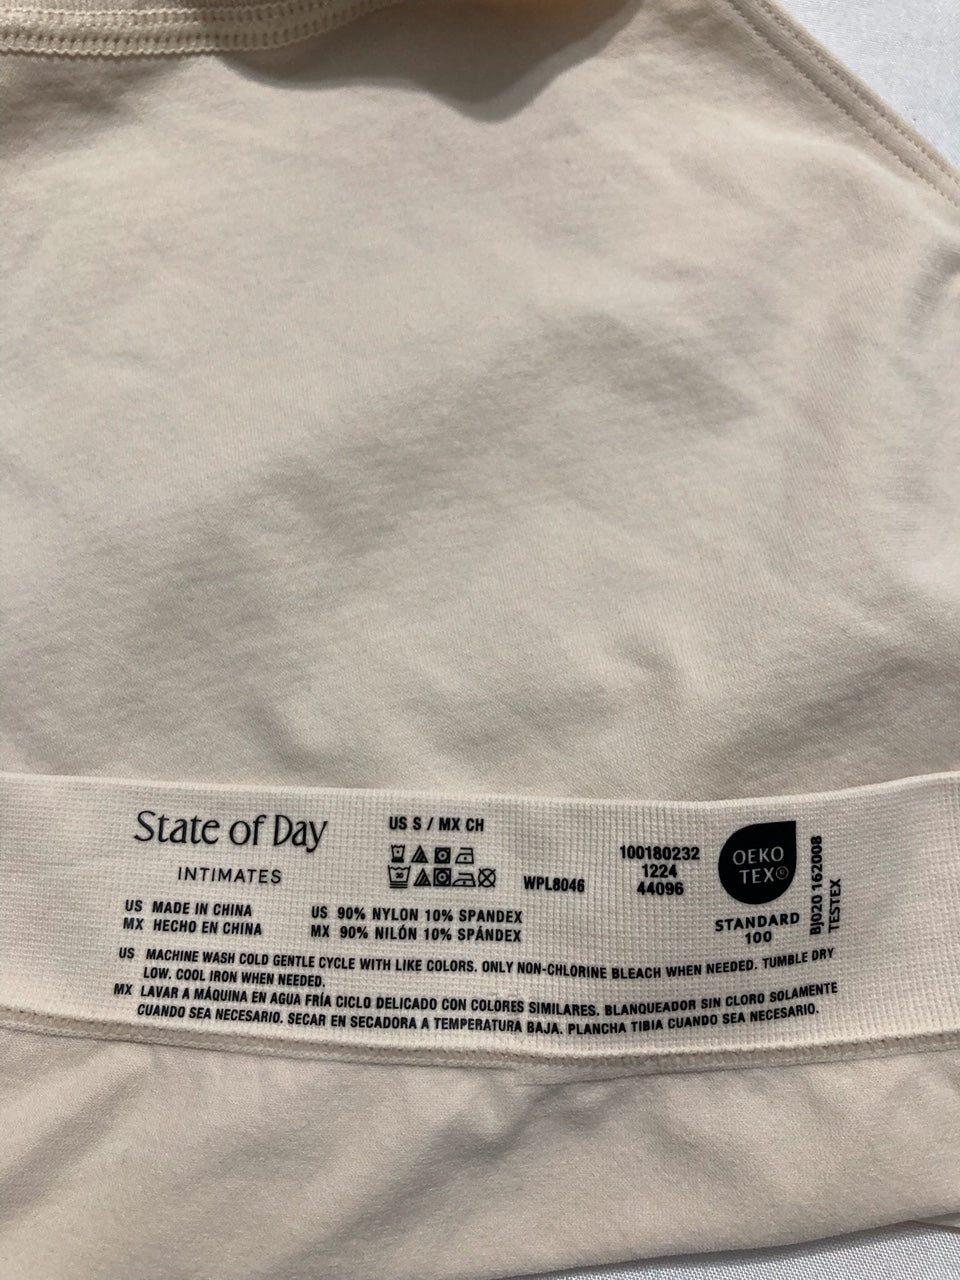 State of Day
INTIMATES
US S / MX CH
WPL8046
100180232
1224
44096
OEKO
TEX®
STANDARD
100
BJ020 162008
TESTEX
US MADE IN CHINA
MX HECHO EN CHINA
US 90% NYLON 10% SPANDEX
MX 90% NILÓN 10% SPÁNDEX
US MACHINE WASH COLD GENTLE CYCLE WITH LIKE COLORS. ONLY NON-CHLORINE BLEACH WHEN NEEDED. TUMBLE DRY
LOW. COOL IRON WHEN NEEDED.
MX LAVAR A MÁQUINA EN AGUA FRÍA CICLO DELICADO CON COLORES SIMILARES. BLANQUEADOR SIN CLORO SOLAMENTE
CUANDO SEA NECESARIO. SECAR EN SECADORA A TEMPERATURA BAJA. PLANCHA TIBIA CUANDO SEA NECESARIO.